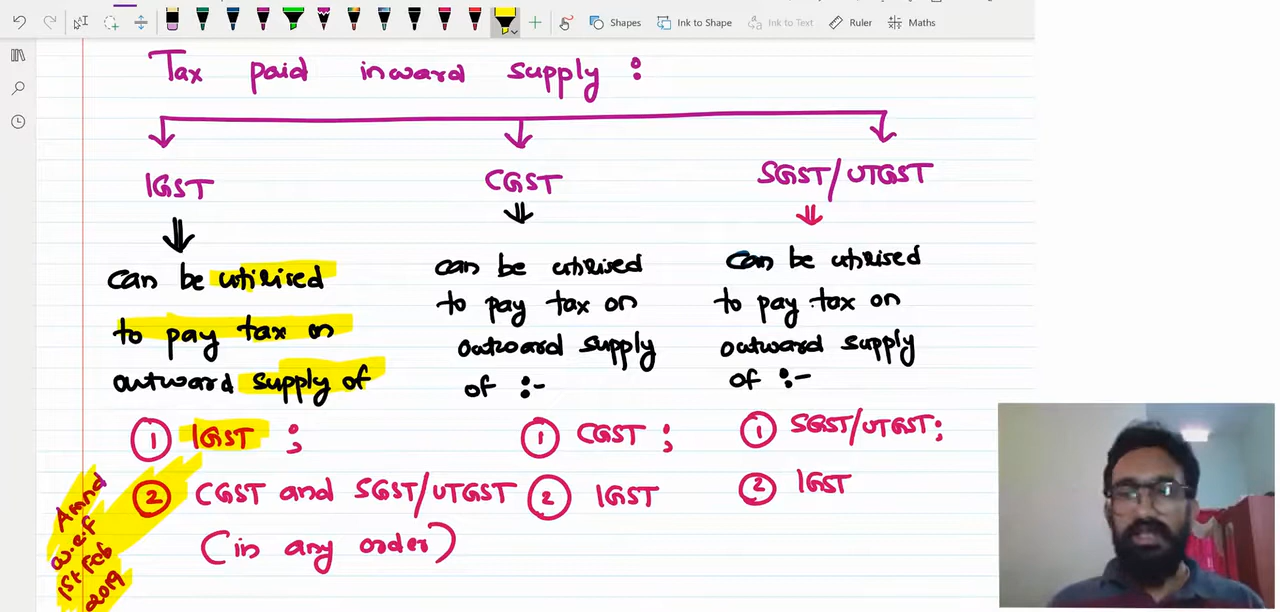 Shapes
Ink to Shape
Ink to Text
Ruler
Maths
Tax paid inward supply :
IGST
CGST
SGST/UTGST
can be utilised
to pay tax on
outward supply of
① IGST ;
② CGST and SGST/UTGST
(in any order)
Amnd
w.e.f
1st Feb
2019
can be utilised
to pay tax on
outward supply
of :-
① CGST ;
② IGST
can be utilised
to pay tax on
outward supply
of :-
① SGST/UTGST;
② IGST